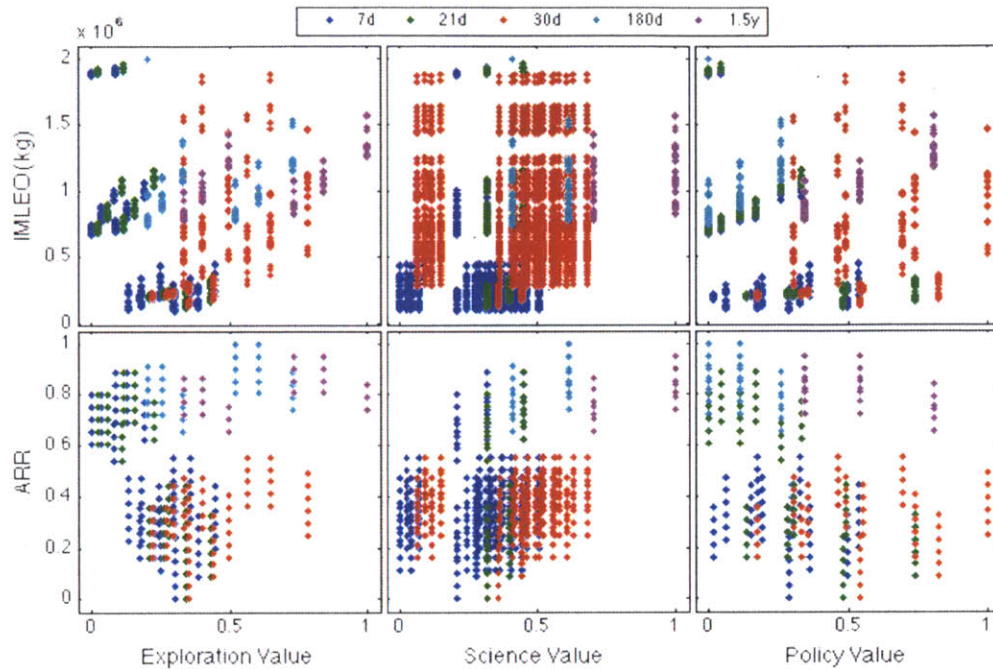 7d 21d 30d 180d 1.5y
x 10^6
2
1.5
1
0.5
0
IMLEO(kg)
1
0.8
0.6
0.4
0.2
0
ARR
0 0.5 1
0 0.5 1
0 0.5 1
Exploration Value
Science Value
Policy Value